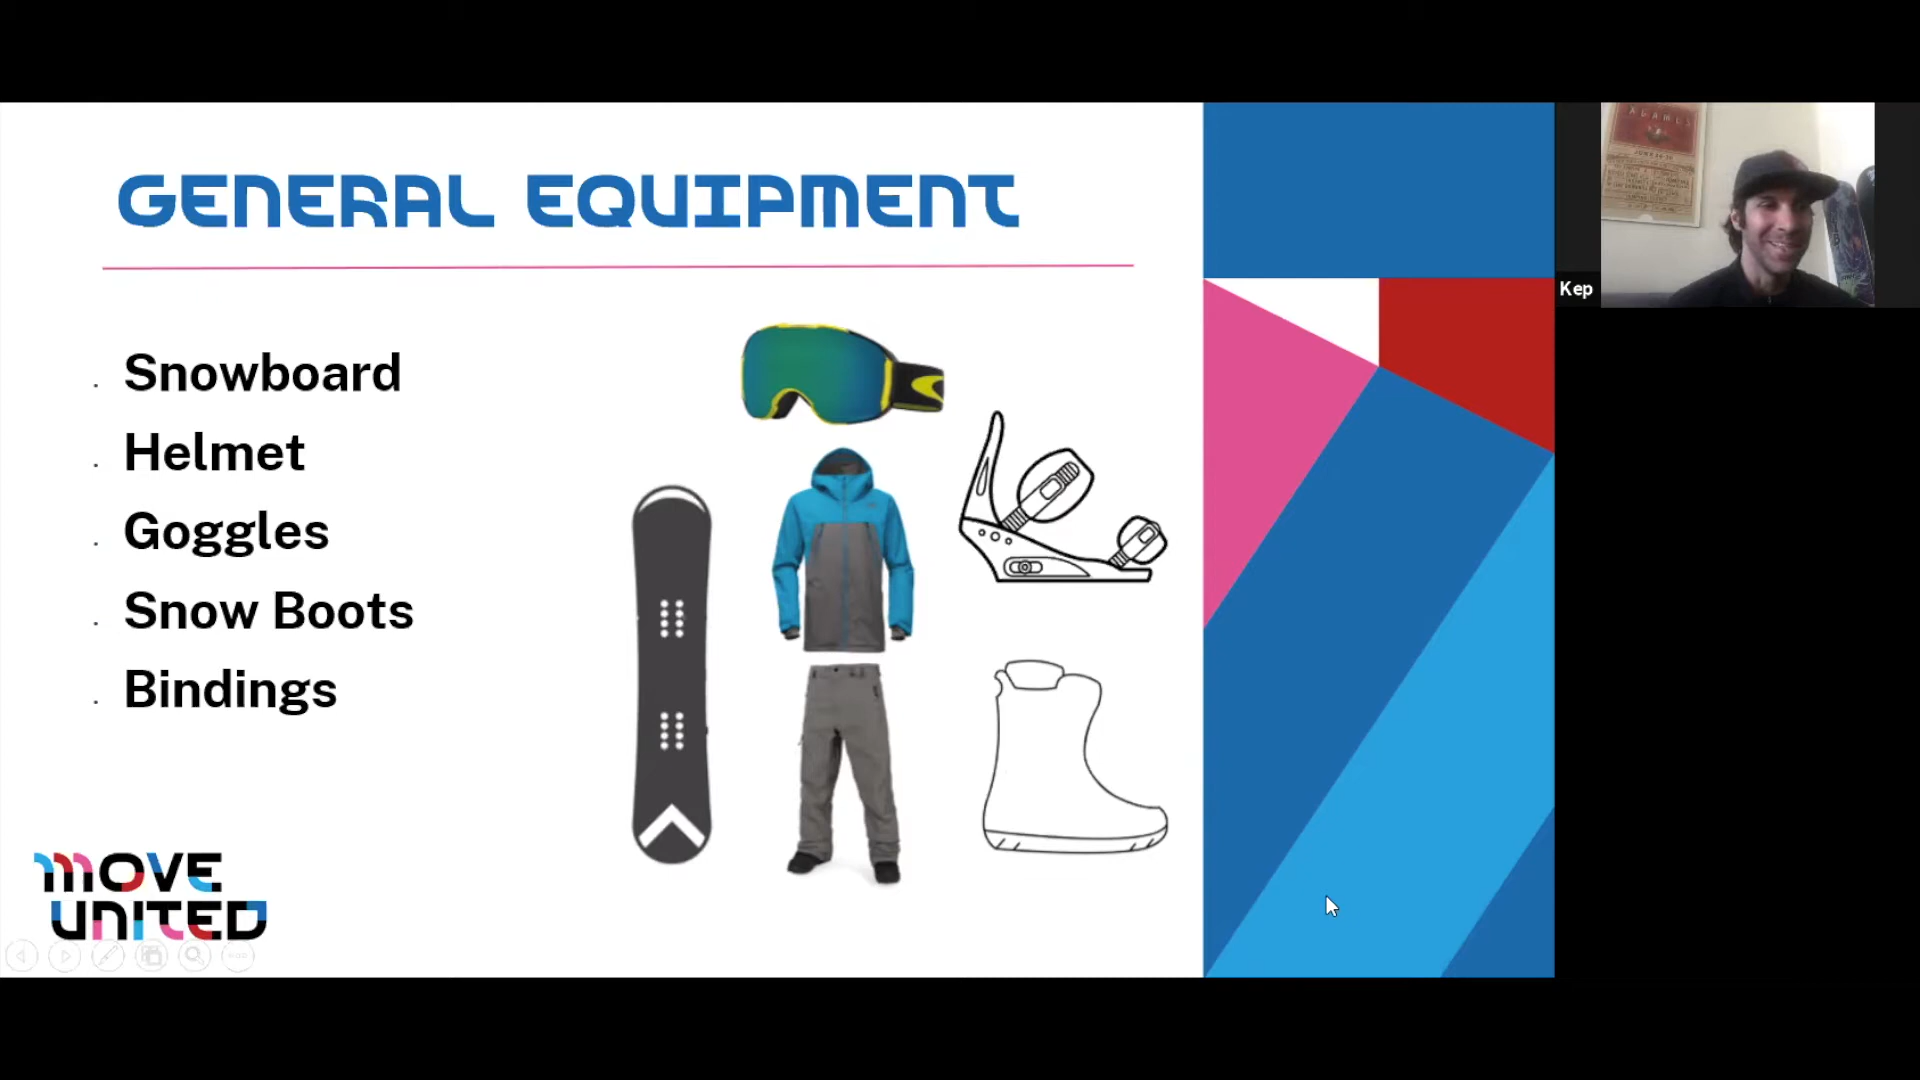 GENERAL EQUIPMENT
. Snowboard
. Helmet
. Goggles
. Snow Boots
. Bindings
MOVE
UNITED
Kep